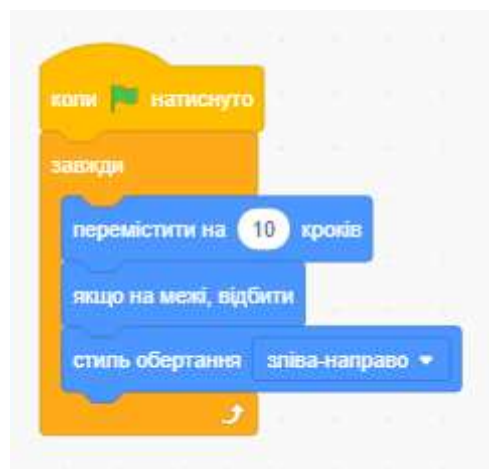 коли натиснуто
завжди
перемістити на 10 кроків
якщо на межі, відбити
стиль обертання зліва-направо